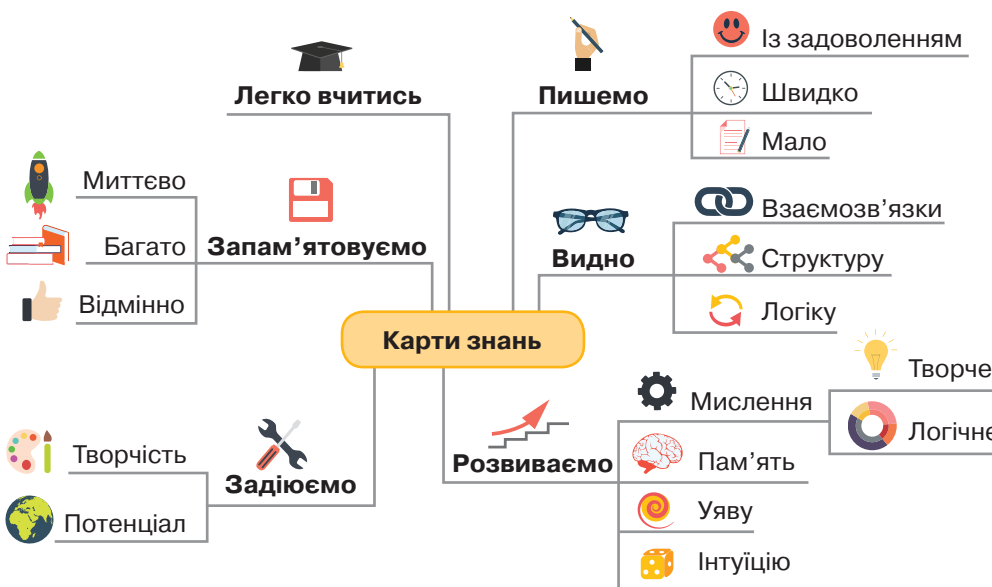 Карти знань
Легко вчитись
Запам’ятовуємо
Миттєво
Багато
Відмінно
Задіюємо
Творчість
Потенціал
Пишемо
Із задоволенням
Швидко
Мало
Видно
Взаємозв’язки
Структуру
Логіку
Розвиваємо
Мислення
Творче
Логічне
Пам’ять
Уяву
Інтуїцію